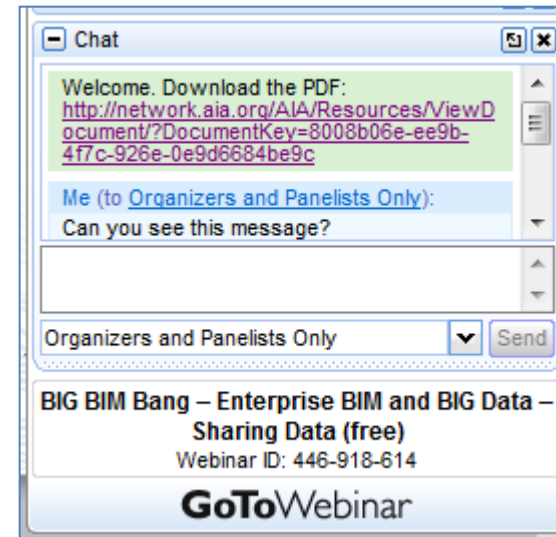 Chat
Welcome. Download the PDF:
http://network.aia.org/AIA/Resources/ViewD
ocument/?DocumentKey=8008b06e-ee9b-
4f7c-926e-0e9d6684be9c
Me (to Organizers and Panelists Only):
Can you see this message?
Organizers and Panelists Only
Send
BIG BIM Bang – Enterprise BIM and BIG Data –
Sharing Data (free)
Webinar ID: 446-918-614
GoToWebinar